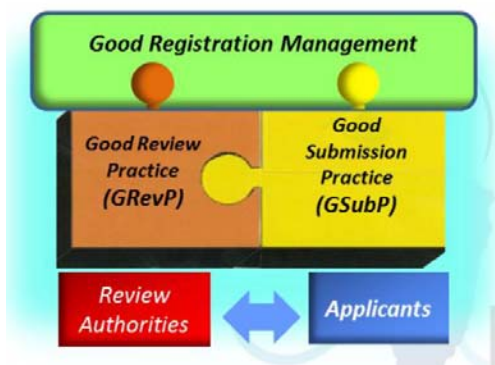 Good Registration Management
Good Review
Practice
(GRevP)
Good
Submission
Practice
(GSubP)
Review
Authorities
Applicants